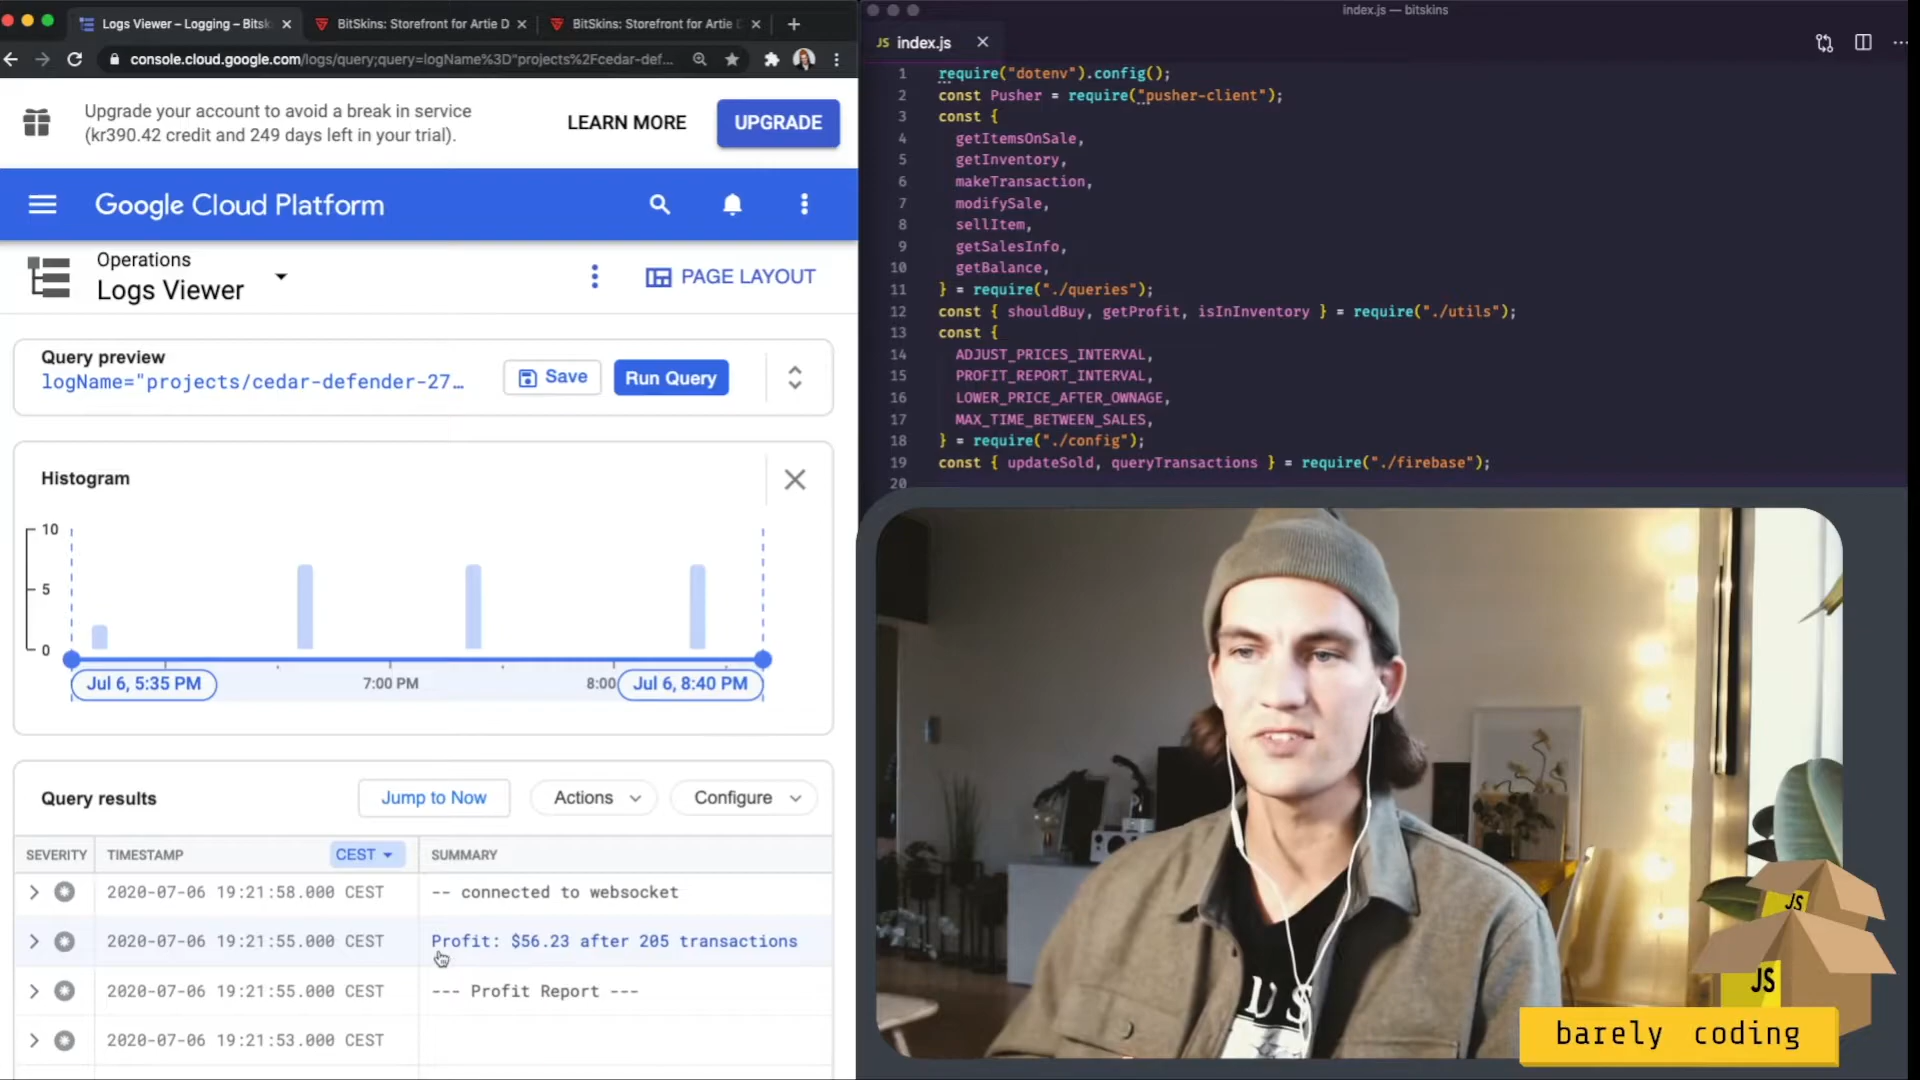 Logs Viewer – Logging – Bitsk
BitSkins: Storefront for Artie D
BitSkins: Storefront for Artie D
console.cloud.google.com/logs/query;query=logName%3D"projects%2Fcedar-def...
Upgrade your account to avoid a break in service
(kr390.42 credit and 249 days left in your trial).
LEARN MORE
UPGRADE
Google Cloud Platform
Operations
Logs Viewer
PAGE LAYOUT
Query preview
logName="projects/cedar-defender-27…
Save
Run Query
Histogram
10
5
0
Jul 6, 5:35 PM
7:00 PM
8:00
Jul 6, 8:40 PM
Query results
Jump to Now
Actions
Configure
SEVERITY TIMESTAMP CEST SUMMARY
2020-07-06 19:21:58.000 CEST -- connected to websocket
2020-07-06 19:21:55.000 CEST Profit: $56.23 after 205 transactions
2020-07-06 19:21:55.000 CEST --- Profit Report ---
2020-07-06 19:21:53.000 CEST
index.js — bitskins
JS index.js
1 require("dotenv").config();
2 const Pusher = require("pusher-client");
3 const {
4 getItemsOnSale,
5 getInventory,
6 makeTransaction,
7 modifySale,
8 sellItem,
9 getSalesInfo,
10 getBalance,
11 } = require("./queries");
12 const { shouldBuy, getProfit, isInInventory } = require("./utils");
13 const {
14 ADJUST_PRICES_INTERVAL,
15 PROFIT_REPORT_INTERVAL,
16 LOWER_PRICE_AFTER_OWNAGE,
17 MAX_TIME_BETWEEN_SALES,
18 } = require("./config");
19 const { updateSold, queryTransactions } = require("./firebase");
20
JS
JS
barely coding